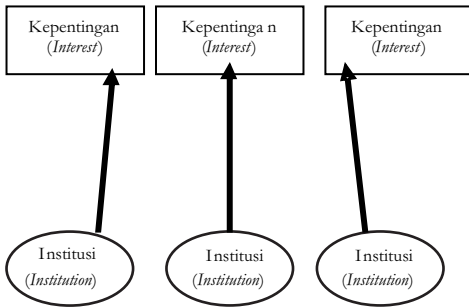 Kepentingan
(Interest)
Kepentinga n
(Interest)
Kepentingan
(Interest)
Institusi
(Institution)
Institusi
(Institution)
Institusi
(Institution)